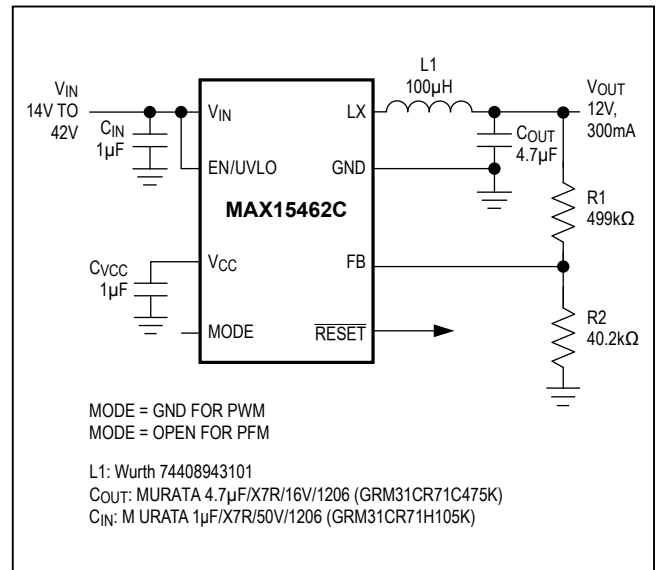 VIN
14V TO
42V
CIN
1µF
VIN
EN/UVLO
MAX15462C
VCC
CVCC
1µF
MODE
LX
GND
FB
RESET
L1
100µH
COUT
4.7µF
VOUT
12V,
300mA
R1
499kΩ
R2
40.2kΩ
MODE = GND FOR PWM
MODE = OPEN FOR PFM
L1: Wurth 74408943101
COUT: MURATA 4.7µF/X7R/16V/1206 (GRM31CR71C475K)
CIN: M URATA 1µF/X7R/50V/1206 (GRM31CR71H105K)